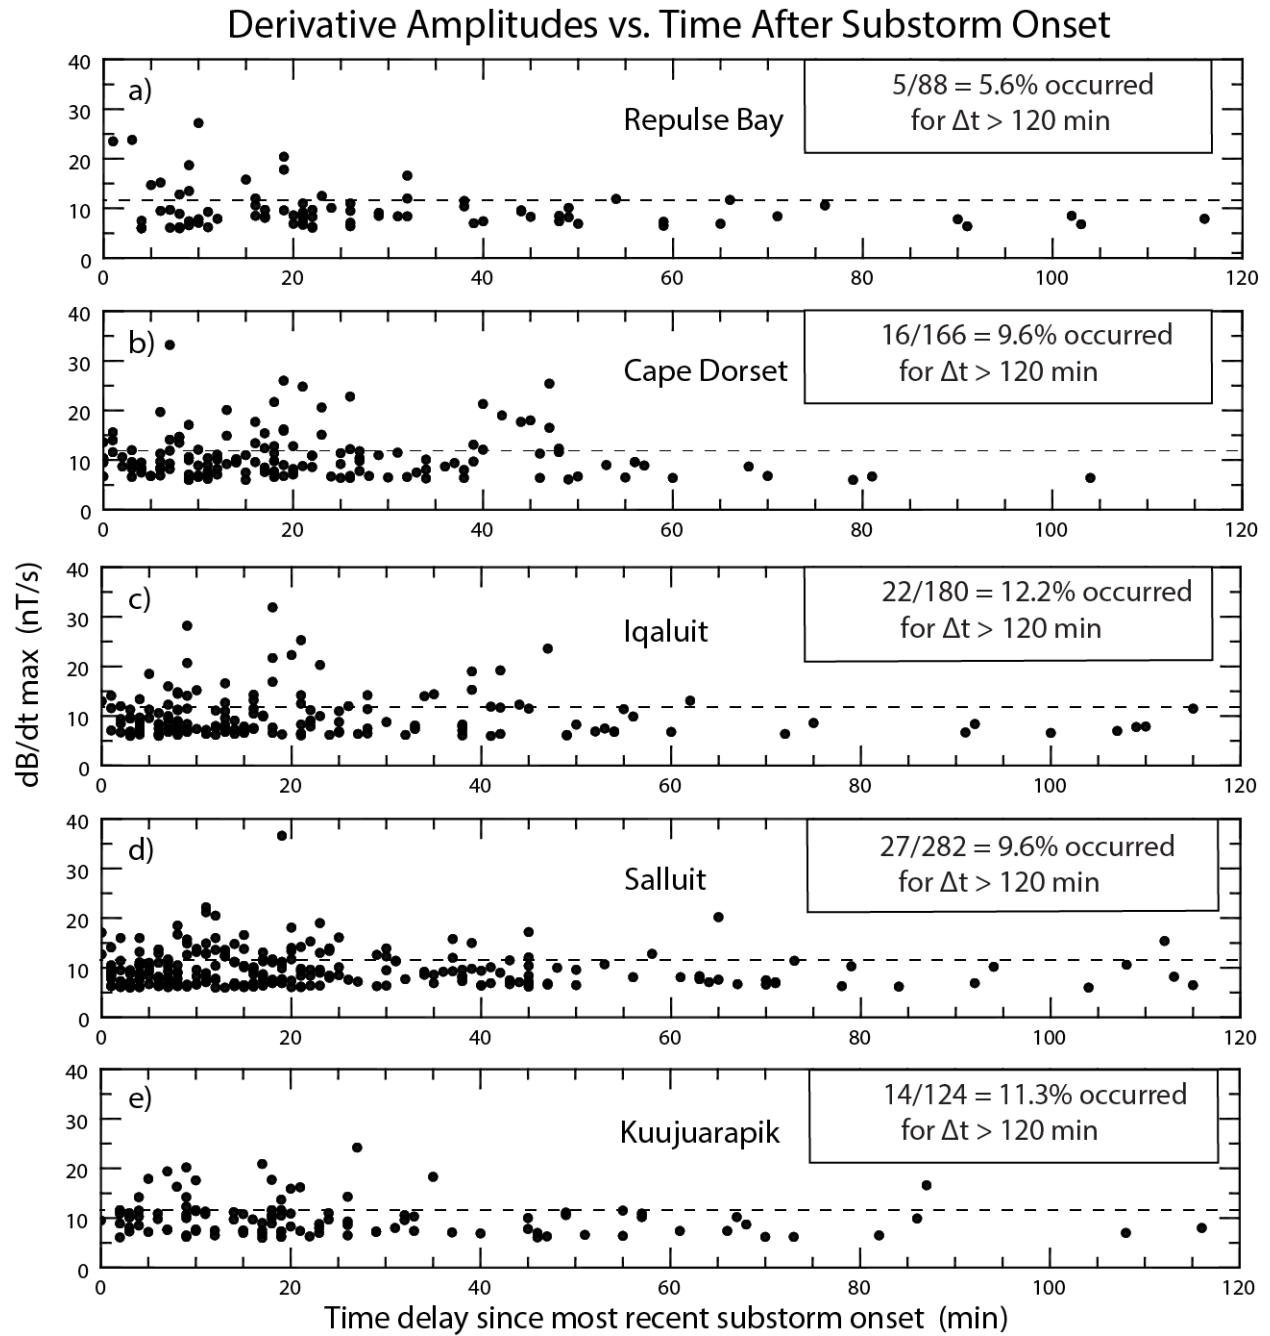 Derivative Amplitudes vs. Time After Substorm Onset
40
30
20
10
0
a)
Repulse Bay
5/88 = 5.6% occurred
for Δt > 120 min
0 20 40 60 80 100 120
40
30
20
10
0
b)
Cape Dorset
16/166 = 9.6% occurred
for Δt > 120 min
0 20 40 60 80 100 120
dB/dt max (nT/s)
40
30
20
10
0
c)
Iqaluit
22/180 = 12.2% occurred
for Δt > 120 min
0 20 40 60 80 100 120
40
30
20
10
0
d)
Salluit
27/282 = 9.6% occurred
for Δt > 120 min
0 20 40 60 80 100 120
40
30
20
10
0
e)
Kuujuarapik
14/124 = 11.3% occurred
for Δt > 120 min
0 20 40 60 80 100 120
Time delay since most recent substorm onset (min)